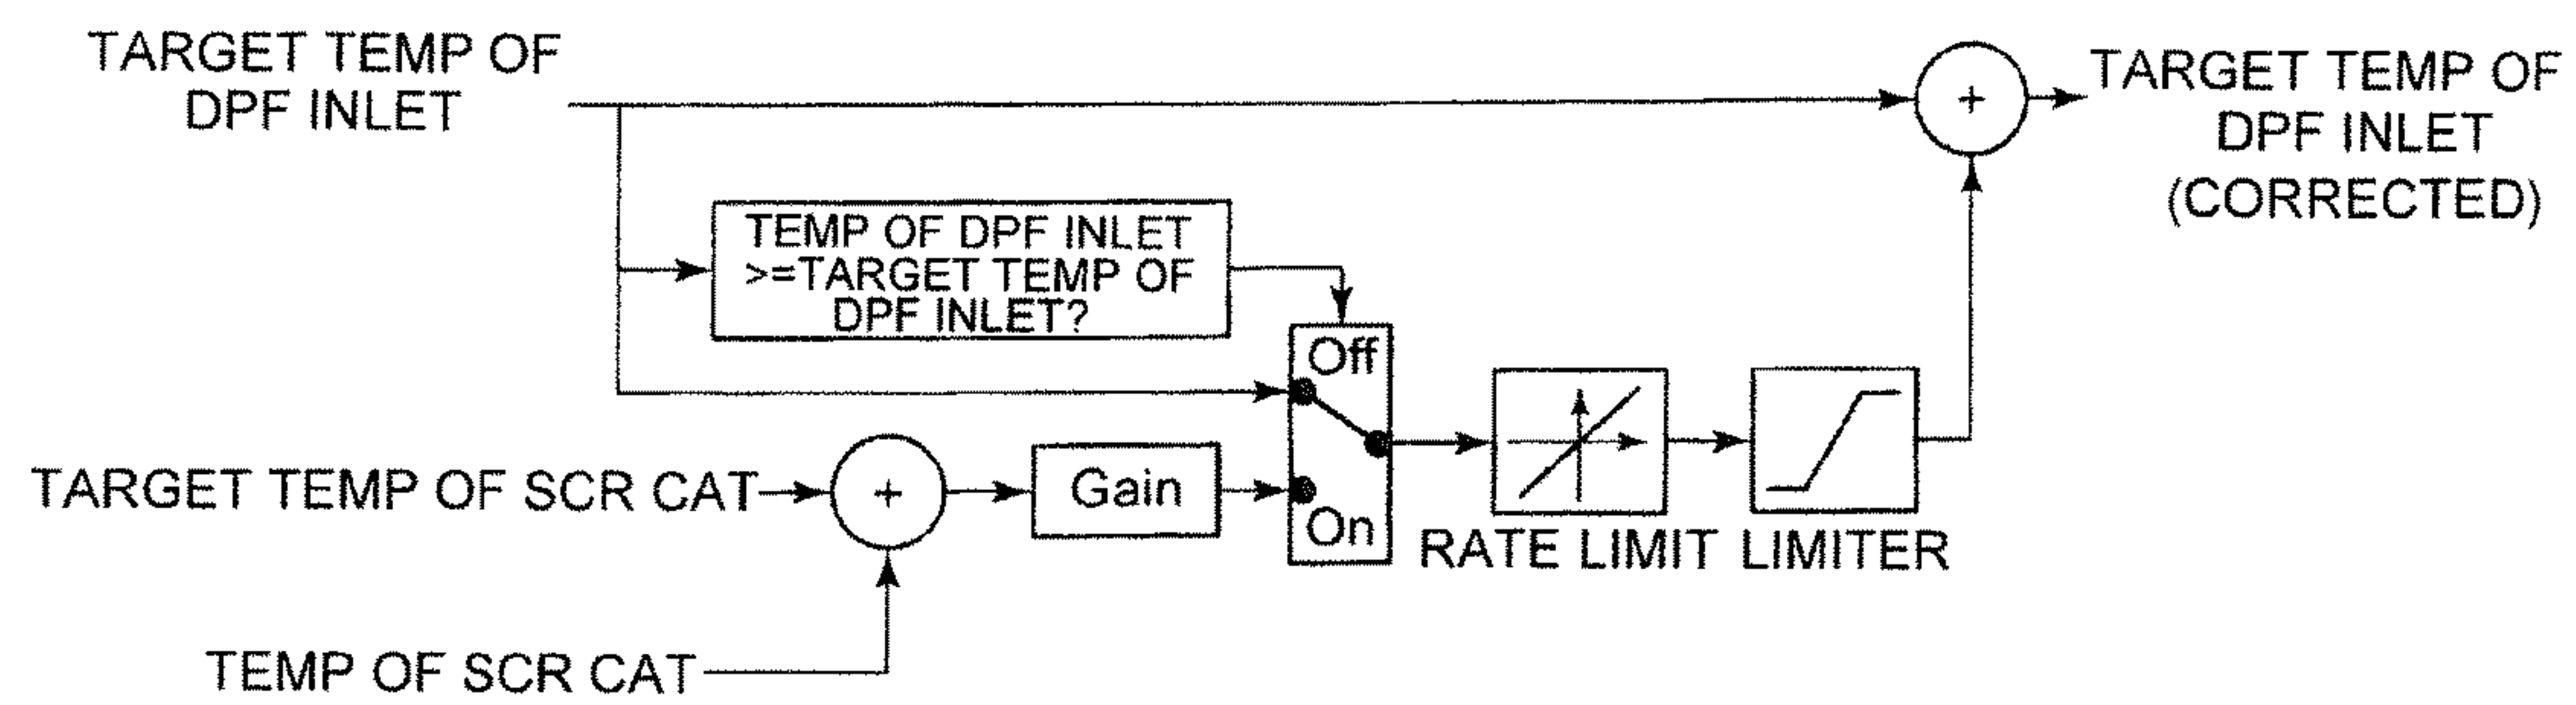 TARGET TEMP OF
DPF INLET
+
TARGET TEMP OF
DPF INLET
(CORRECTED)
TEMP OF DPF INLET
>=TARGET TEMP OF
DPF INLET?
Off
On
TARGET TEMP OF SCR CAT
+
Gain
RATE LIMIT
LIMITER
TEMP OF SCR CAT